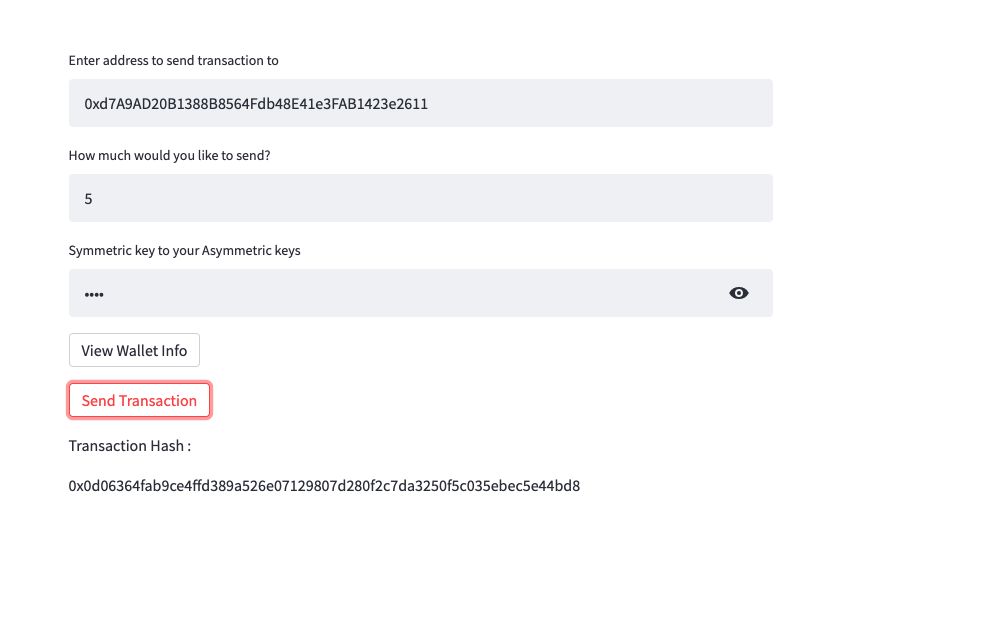 Enter address to send transaction to
0xd7A9AD20B1388B8564Fdb48E41e3FAB1423e2611
How much would you like to send?
5
Symmetric key to your Asymmetric keys
••••
View Wallet Info
Send Transaction
Transaction Hash :
0x0d06364fab9ce4ffd389a526e07129807d280f2c7da3250f5c035ebec5e44bd8